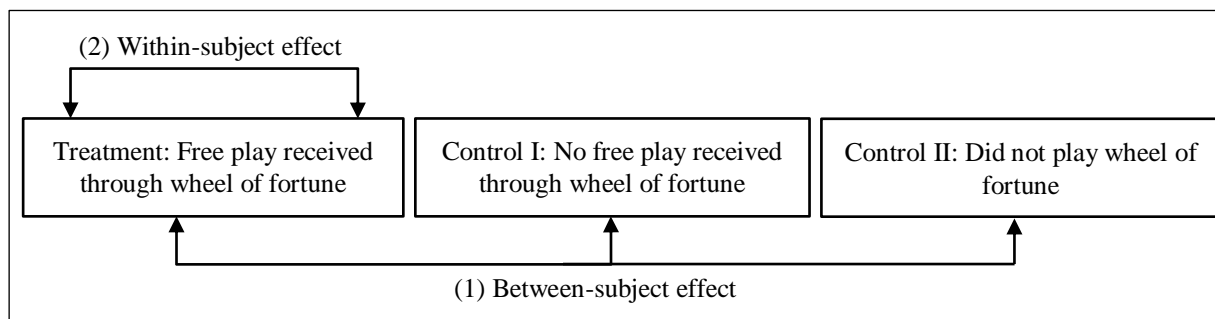 (2) Within-subject effect
Treatment: Free play received
through wheel of fortune
Control I: No free play received
through wheel of fortune
Control II: Did not play wheel of
fortune
(1) Between-subject effect